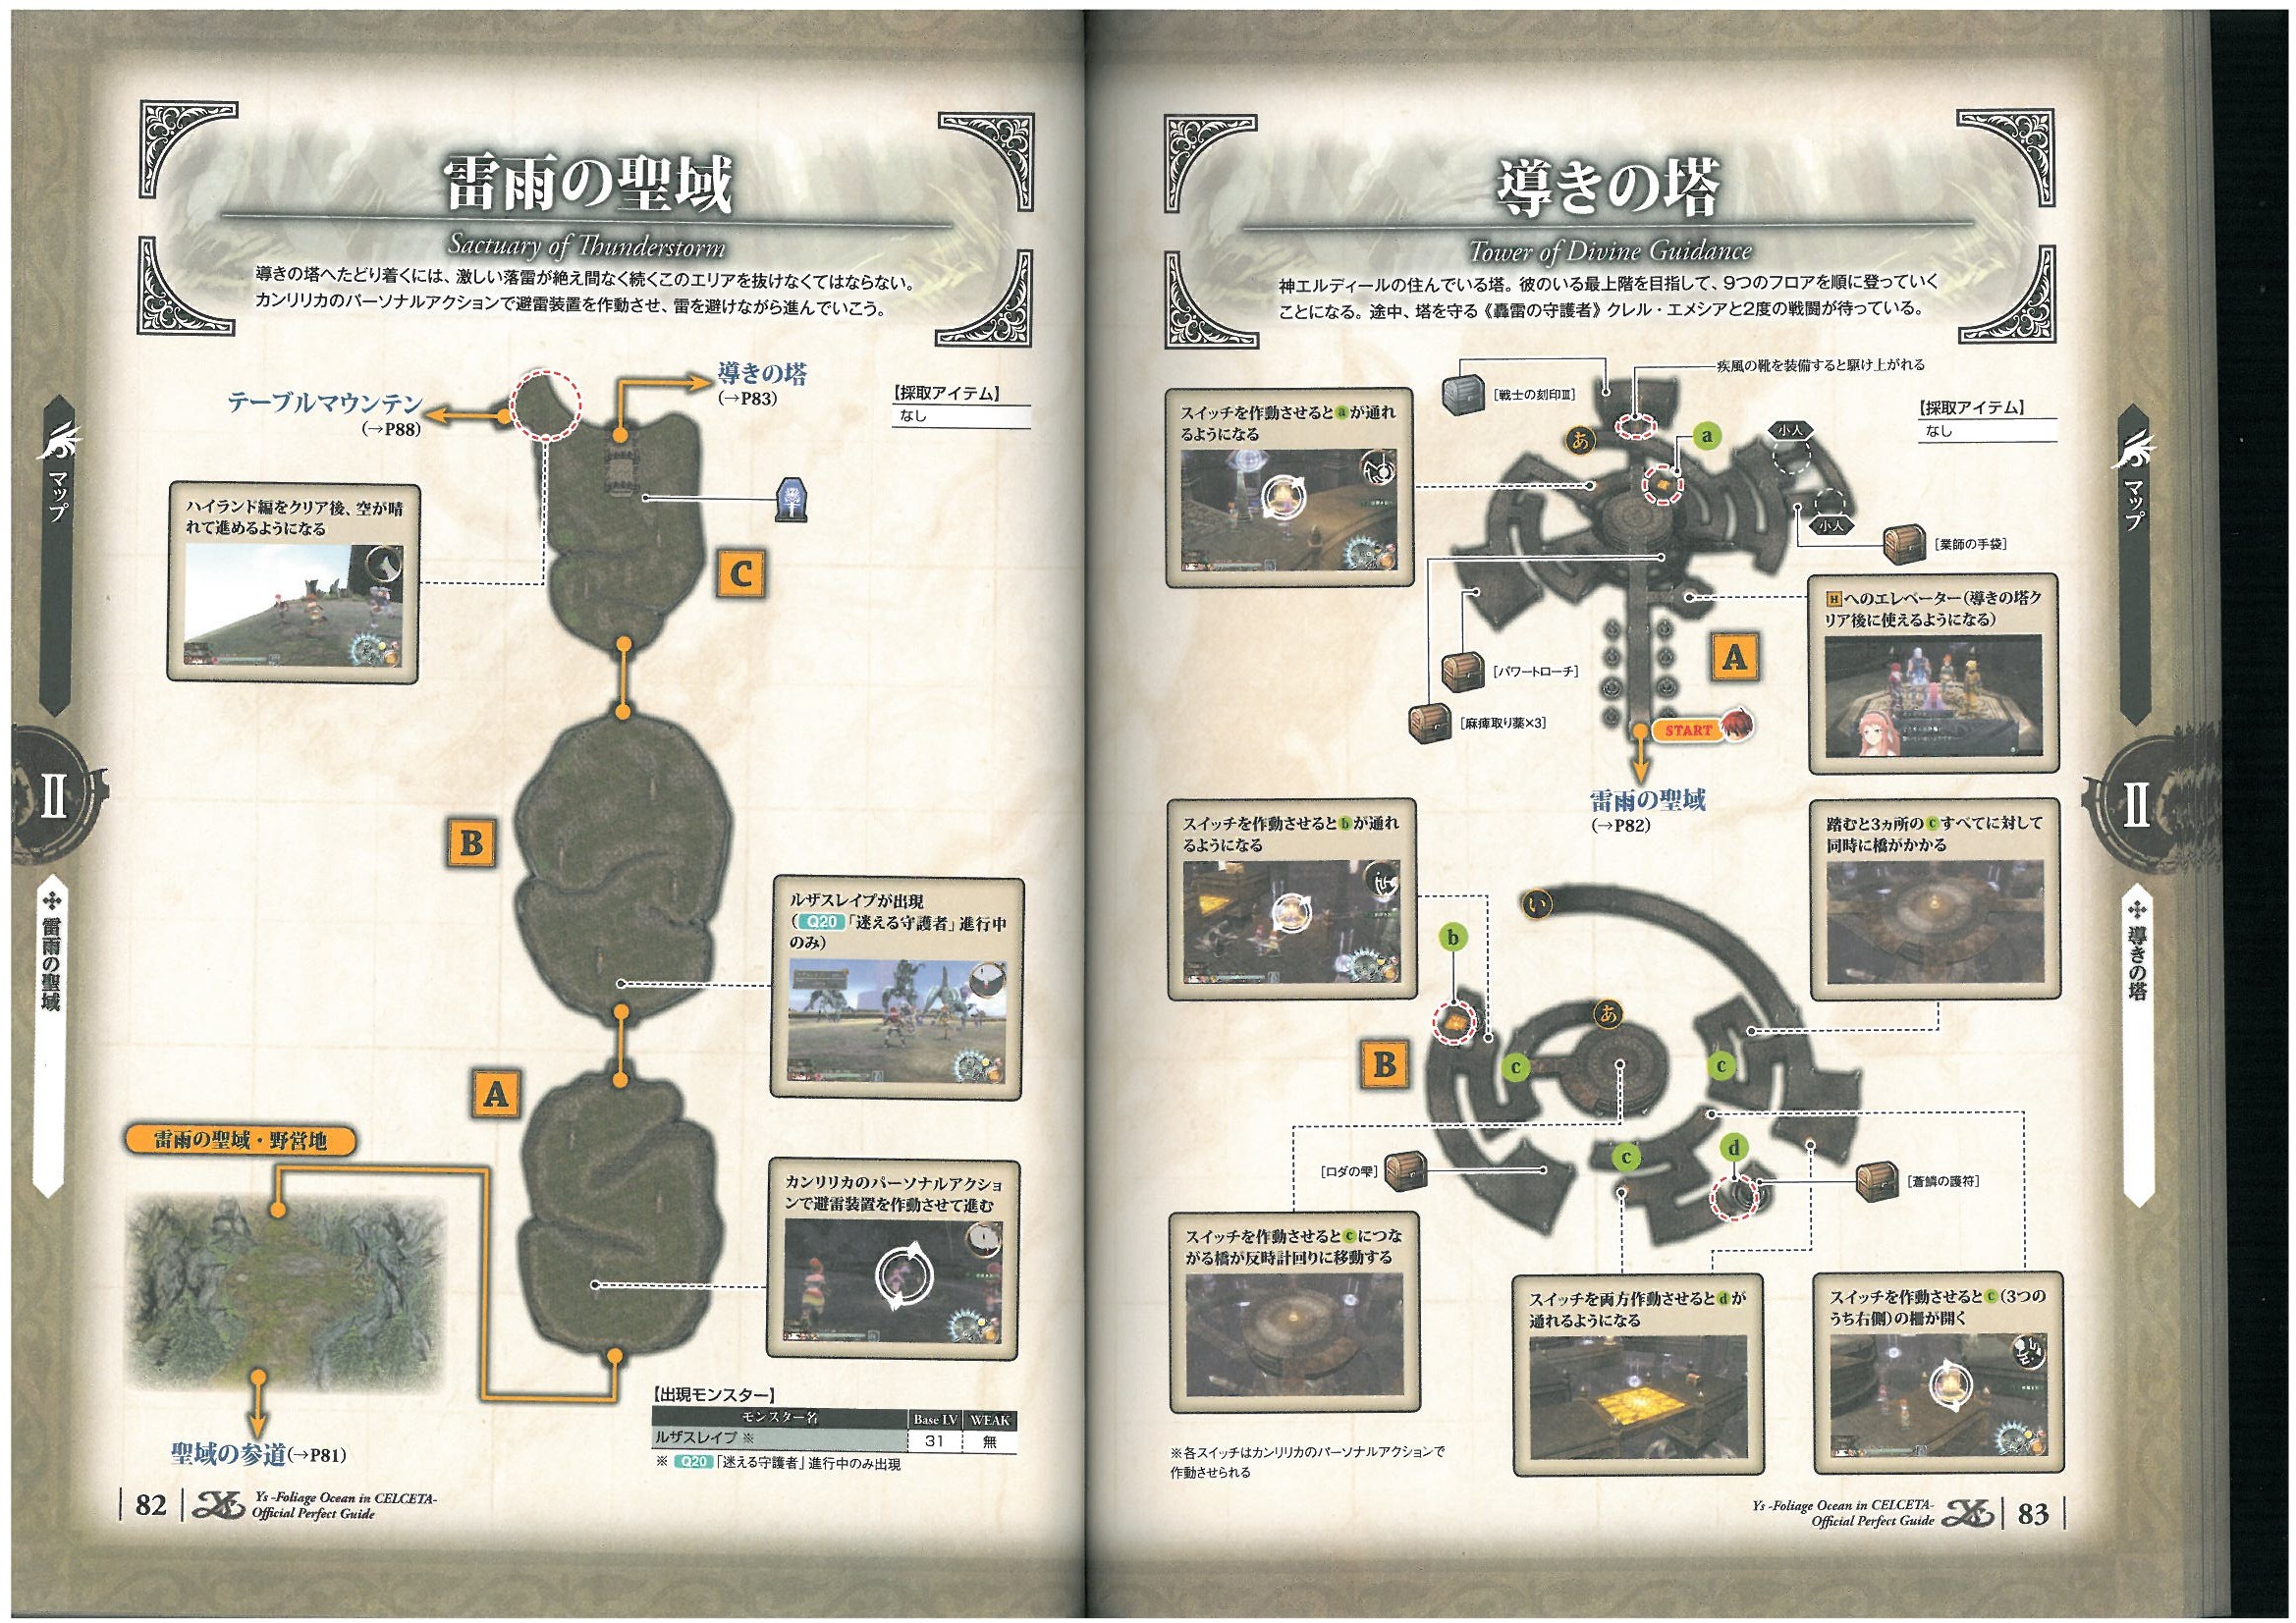 雷雨の聖域
Sactuary of Thunderstorm
導きの塔へたどり着くには、激しい落雷が絶え間なく続くこのエリアを抜けなくてはならない。
カンリリカのパーソナルアクションで避雷装置を作動させ、雷を避けながら進んでいこう。
テーブルマウンテン
(→P88)
導きの塔
(→P83)
【採取アイテム】
なし
ハイランド編をクリア後、空が晴
れて進めるようになる
C
B
ルザスレイプが出現
(Q20「迷える守護者」進行中
のみ)
A
雷雨の聖域・野営地
カンリリカのパーソナルアクショ
ンで避雷装置を作動させて進む
聖域の参道(→P81)
【出現モンスター】
モンスター名 Base LV WEAK
ルザスレイプ ※ 31 無
※ Q20「迷える守護者」進行中のみ出現
マップ
II
雷雨の聖域
82
Ys -Foliage Ocean in CELCETA-
Official Perfect Guide
導きの塔
Tower of Divine Guidance
神エルディールの住んでいる塔。彼のいる最上階を目指して、9つのフロアを順に登っていく
ことになる。途中、塔を守る《轟雷の守護者》クレル・エメシアと2度の戦闘が待っている。
スイッチを作動させるとaが通れ
るようになる
[戦士の刻印Ⅲ]
疾風の靴を装備すると駆け上がれる
【採取アイテム】
なし
あ
a
小人
小人
[業師の手袋]
Hへのエレベーター(導きの塔ク
リア後に使えるようになる)
A
[パワートローチ]
[麻痺取り薬×3]
START
雷雨の聖域
(→P82)
スイッチを作動させるとbが通れ
るようになる
踏むと3ヵ所のcすべてに対して
同時に橋がかかる
い
b
あ
B
c
c
c
d
[ロダの雫]
[蒼鱗の護符]
スイッチを作動させるとcにつな
がる橋が反時計回りに移動する
スイッチを両方作動させるとdが
通れるようになる
スイッチを作動させるとc(3つの
うち右側)の柵が開く
※各スイッチはカンリリカのパーソナルアクションで
作動させられる
マップ
II
導きの塔
Ys -Foliage Ocean in CELCETA-
Official Perfect Guide
Ys
83